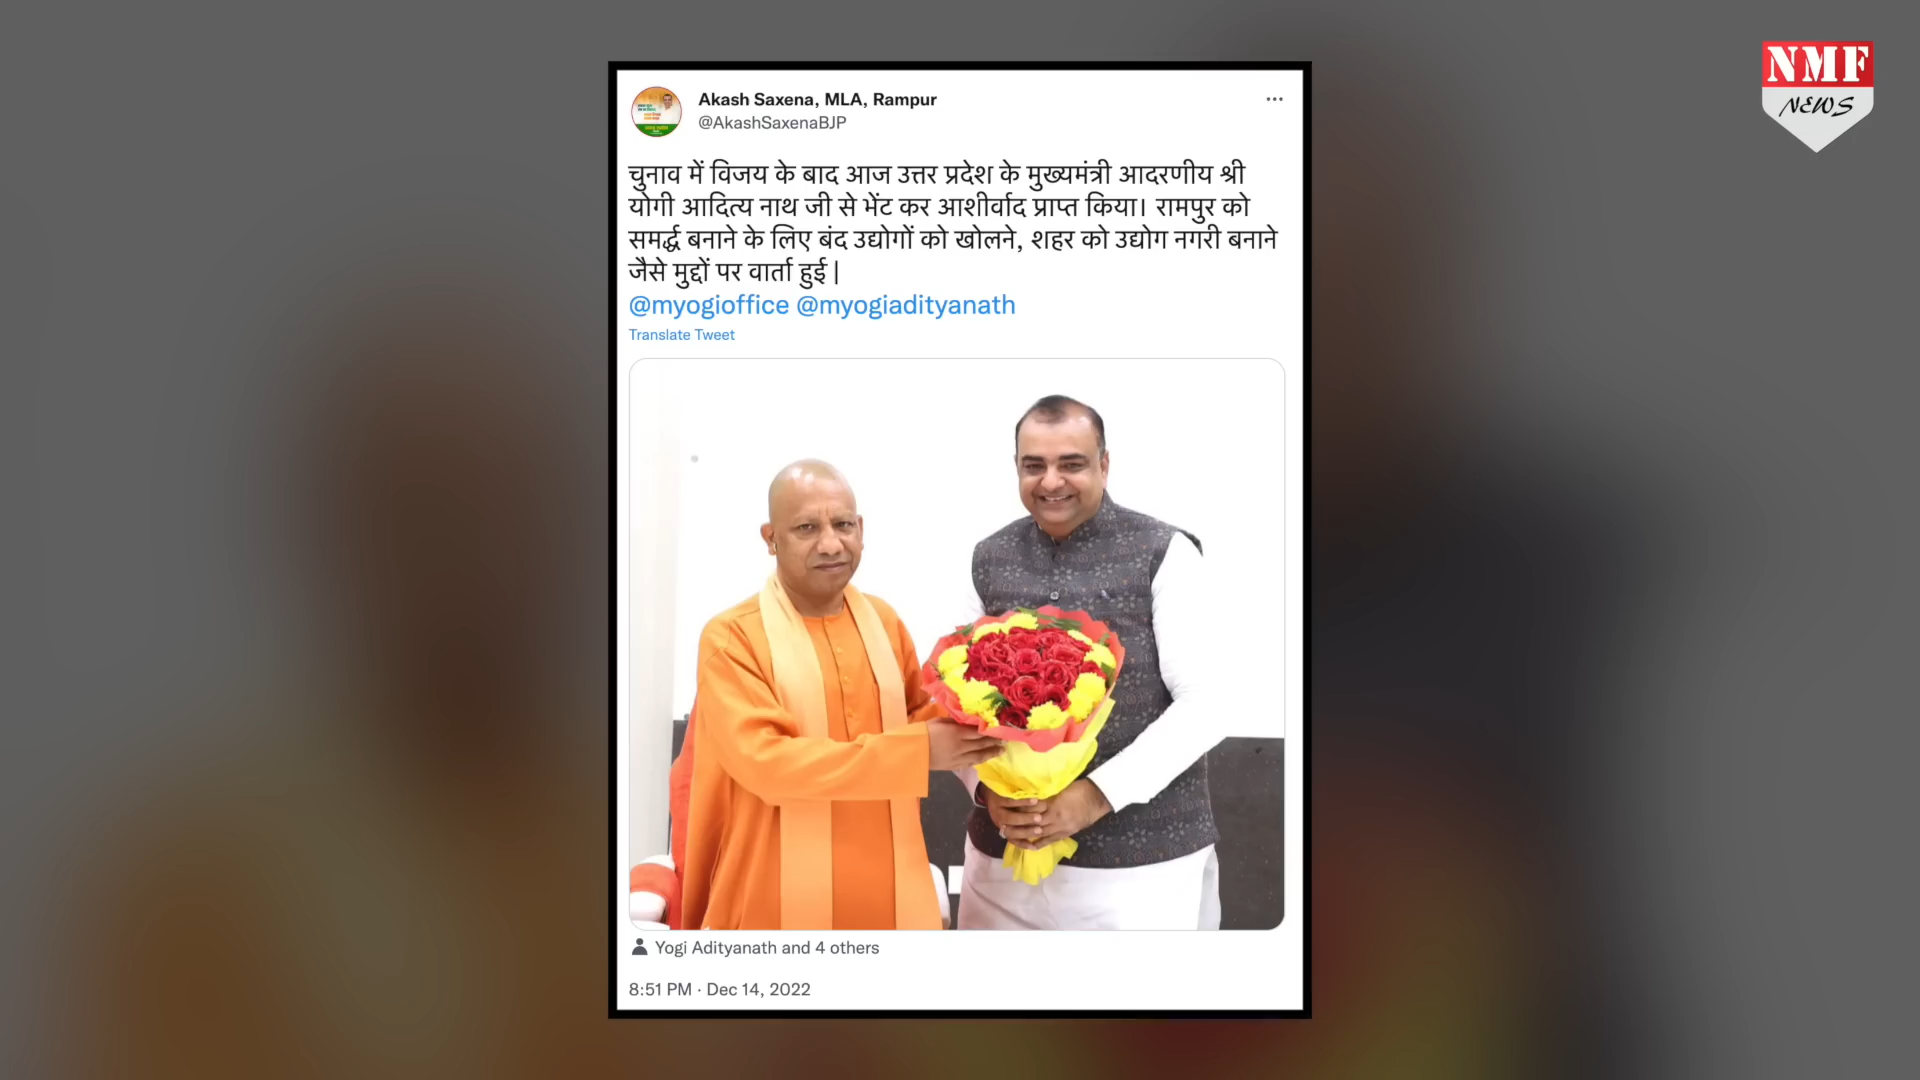 NMF
NEWS
Akash Saxena, MLA, Rampur
@AkashSaxenaBJP
चुनाव में विजय के बाद आज उत्तर प्रदेश के मुख्यमंत्री आदरणीय श्री
योगी आदित्य नाथ जी से भेंट कर आशीर्वाद प्राप्त किया। रामपुर को
समर्द्ध बनाने के लिए बंद उद्योगों को खोलने, शहर को उद्योग नगरी बनाने
जैसे मुद्दों पर वार्ता हुई |
@myogioffice @myogiadityanath
Translate Tweet
Yogi Adityanath and 4 others
8:51 PM · Dec 14, 2022